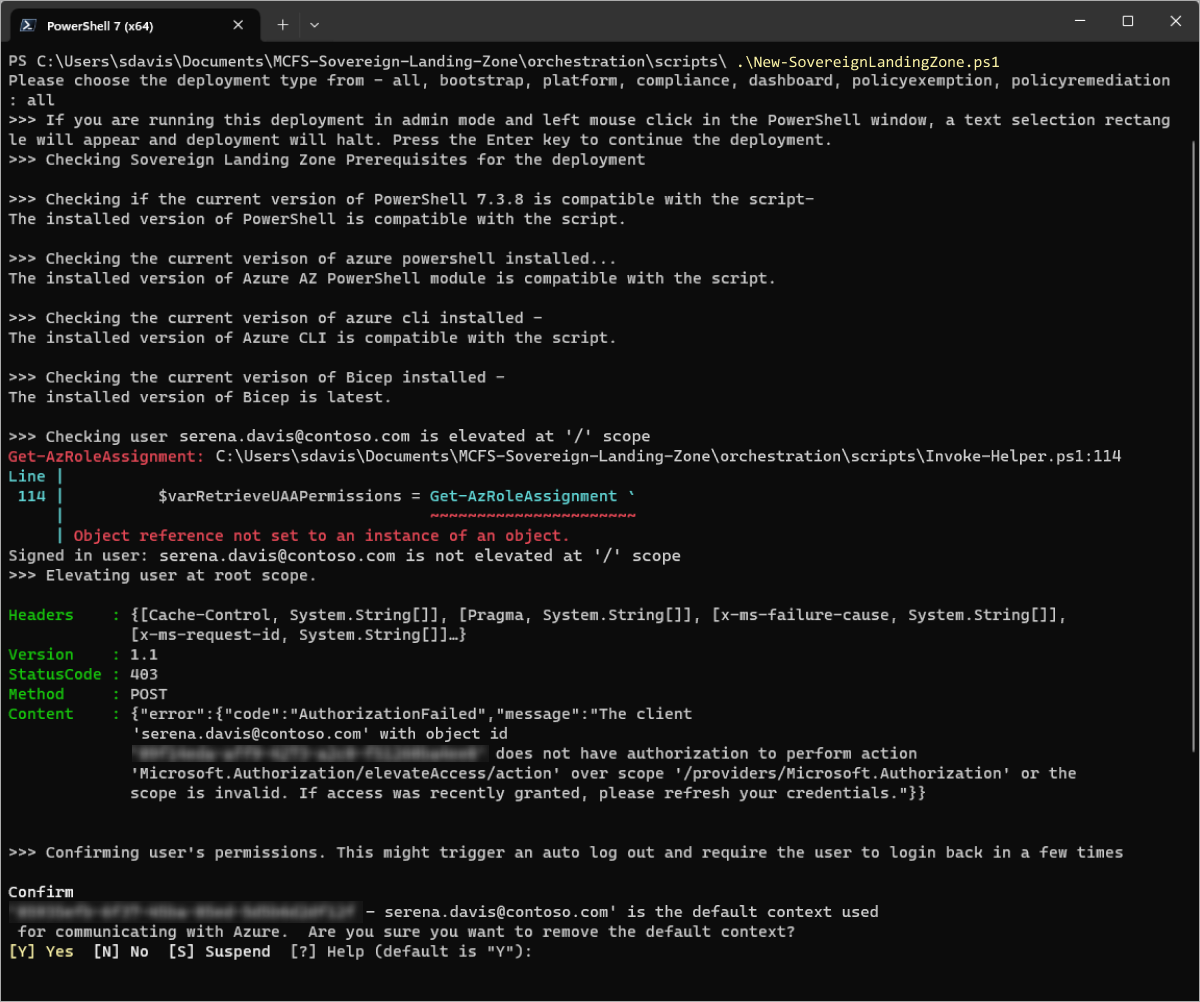 PowerShell 7 (x64)
PS C:\Users\sdavis\Documents\MCFS-Sovereign-Landing-Zone\orchestration\scripts\ .\New-SovereignLandingZone.ps1
Please choose the deployment type from - all, bootstrap, platform, compliance, dashboard, policyexemption, policyremediation
: all
>>> If you are running this deployment in admin mode and left mouse click in the PowerShell window, a text selection rectang
le will appear and deployment will halt. Press the Enter key to continue the deployment.
>>> Checking Sovereign Landing Zone Prerequisites for the deployment
>>> Checking if the current version of PowerShell 7.3.8 is compatible with the script-
The installed version of PowerShell is compatible with the script.
>>> Checking the current verison of azure powershell installed...
The installed version of Azure AZ PowerShell module is compatible with the script.
>>> Checking the current verison of azure cli installed -
The installed version of Azure CLI is compatible with the script.
>>> Checking the current verison of Bicep installed -
The installed version of Bicep is latest.
>>> Checking user serena.davis@contoso.com is elevated at '/' scope
Get-AzRoleAssignment: C:\Users\sdavis\Documents\MCFS-Sovereign-Landing-Zone\orchestration\scripts\Invoke-Helper.ps1:114
Line |
114 | $varRetrieveUAAPermissions = Get-AzRoleAssignment `
| ~~~~~~~~~~~~~~~~~~~~~~
| Object reference not set to an instance of an object.
Signed in user: serena.davis@contoso.com is not elevated at '/' scope
>>> Elevating user at root scope.
Headers : {[Cache-Control, System.String[]], [Pragma, System.String[]], [x-ms-failure-cause, System.String[]],
[x-ms-request-id, System.String[]]…}
Version : 1.1
StatusCode : 403
Method : POST
Content : {"error":{"code":"AuthorizationFailed","message":"The client
'serena.davis@contoso.com' with object id
does not have authorization to perform action
'Microsoft.Authorization/elevateAccess/action' over scope '/providers/Microsoft.Authorization' or the
scope is invalid. If access was recently granted, please refresh your credentials."}}
>>> Confirming user's permissions. This might trigger an auto log out and require the user to login back in a few times
Confirm
- serena.davis@contoso.com' is the default context used
for communicating with Azure. Are you sure you want to remove the default context?
[Y] Yes [N] No [S] Suspend [?] Help (default is "Y"):